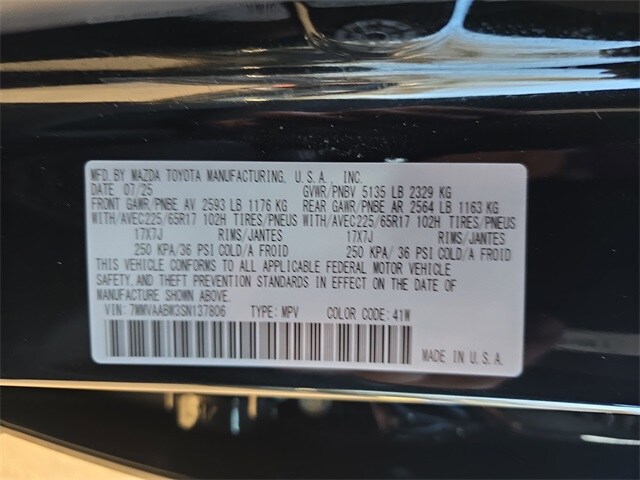 MFD. BY MAZDA TOYOTA MANUFACTURING, U.S.A., INC.
DATE 07/25 GVWR/PNBV 5135 LB 2329 KG
FRONT GAWR/PNBE AV 2593 LB 1176 KG REAR GAWR/PNBE AR 2564 LB 1163 KG
WITH/AVEC225/65R17 102H TIRES/PNEUS WITH/AVEC225/65R17 102H TIRES/PNEUS
17X7J RIMS/JANTES 17X7J RIMS/JANTES
250 KPA/36 PSI COLD/A FROID 250 KPA/ 36 PSI COLD/A FROID
THIS VEHICLE CONFORMS TO ALL APPLICABLE FEDERAL MOTOR VEHICLE
SAFETY,AND THEFT PREVENTION STANDARDS IN EFFECT ON THE DATE OF
MANUFACTURE SHOWN ABOVE.
VIN: 7MMVAABW3SN137806 TYPE: MPV COLOR CODE: 41W
MADE IN U.S.A.